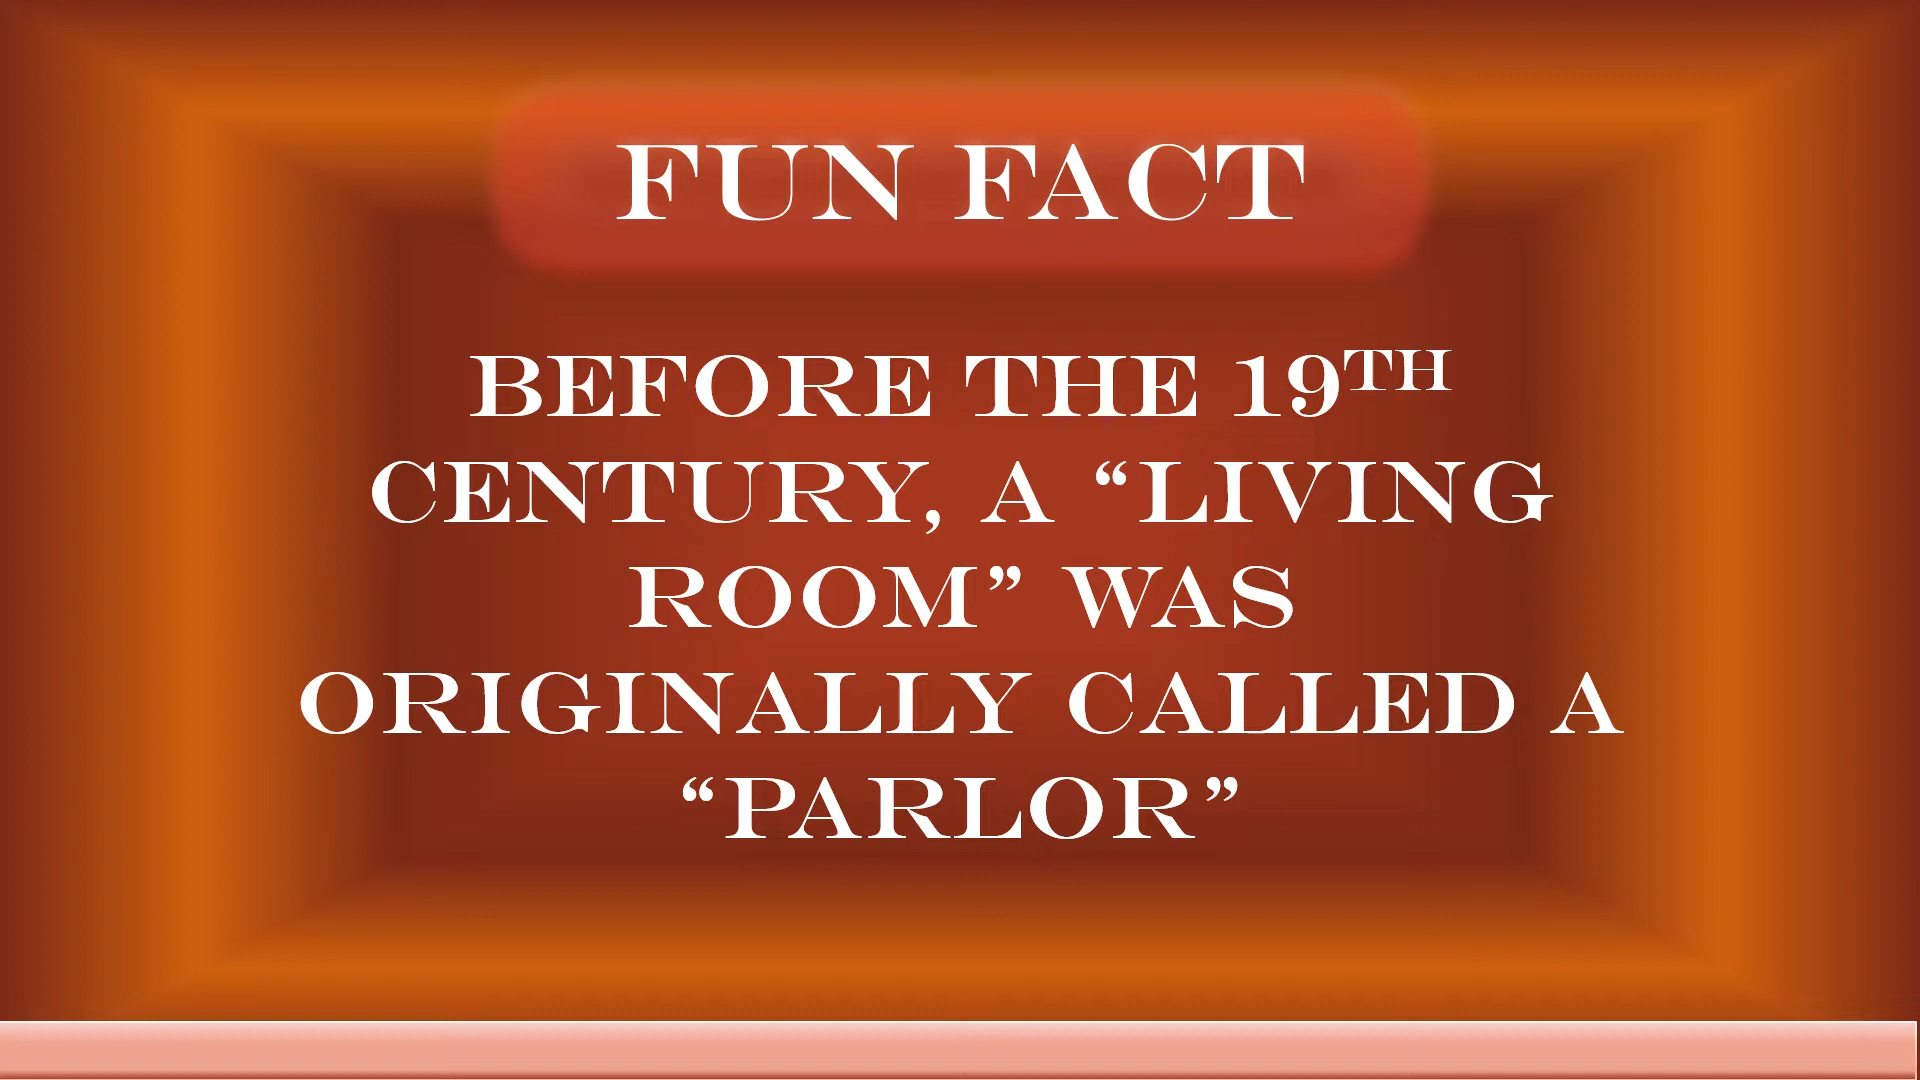 FUN FACT
BEFORE THE 19TH
CENTURY, A “LIVING
ROOM” WAS
ORIGINALLY CALLED A
“PARLOR”